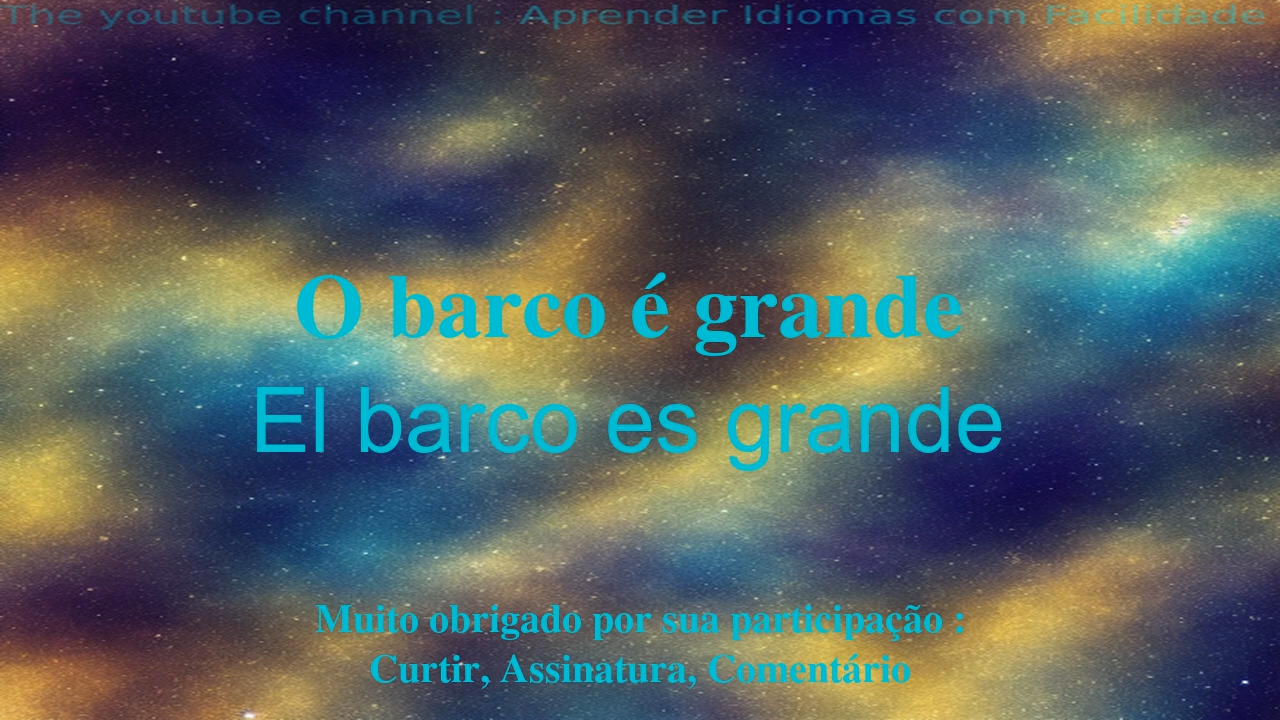 The youtube channel : Aprender Idiomas com Facilidade
O barco é grande
El barco es grande
Muito obrigado por sua participação :
Curtir, Assinatura, Comentário